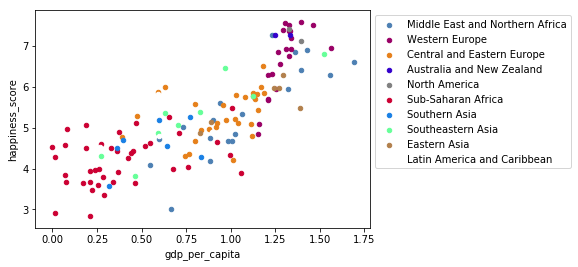 happiness_score
7
6
5
4
3
0.00 0.25 0.50 0.75 1.00 1.25 1.50 1.75
gdp_per_capita
Middle East and Northern Africa
Western Europe
Central and Eastern Europe
Australia and New Zealand
North America
Sub-Saharan Africa
Southern Asia
Southeastern Asia
Eastern Asia
Latin America and Caribbean